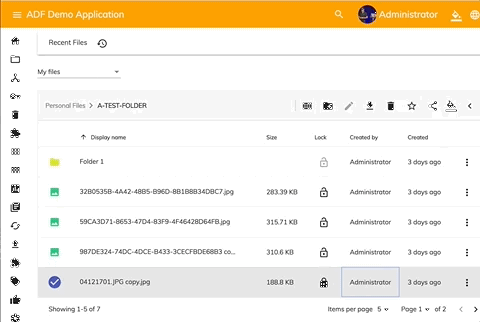 ADF Demo Application
Administrator
Recent Files
My files
Personal Files > A-TEST-FOLDER
Display name Size Lock Created by Created
Folder 1 Administrator 3 days ago
32B0535B-4A42-48B5-B96D-8B1B8B34DBC7.jpg 283.39 KB Administrator 3 days ago
59CA3D71-8653-47D4-83F9-4F46428D64FB.jpg 315.71 KB Administrator 3 days ago
987DE324-74DC-4DCE-B433-3CECFBDE68B3 co... 310.6 KB Administrator 3 days ago
04121701.JPG copy.jpg 188.8 KB Administrator 3 days ago
Showing 1-5 of 7 Items per page 5 Page 1 of 2